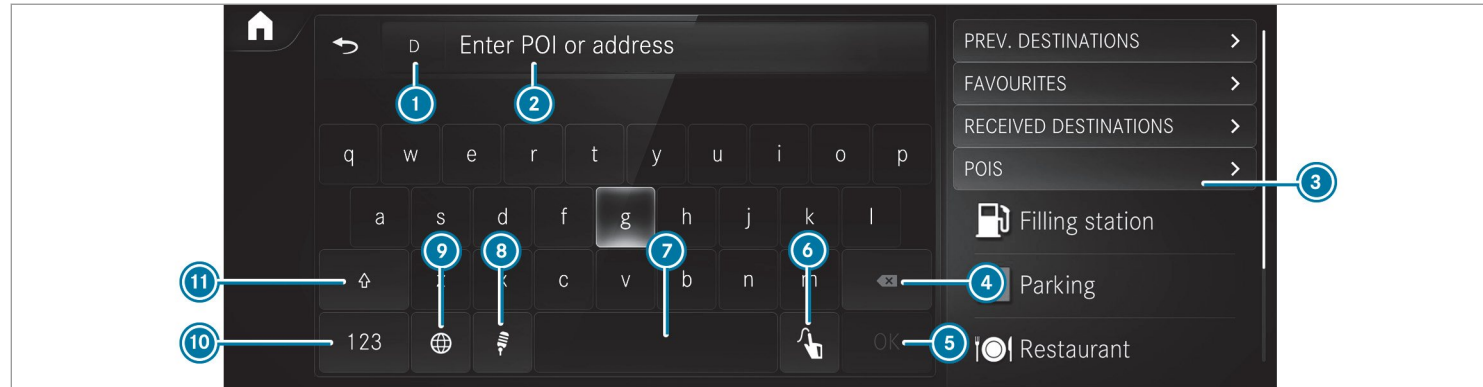 D Enter POI or address
1 2
q w e r t y u i o p
a s d f g h j k l
z x c v b n m
123 OK
PREV. DESTINATIONS
FAVOURITES
RECEIVED DESTINATIONS
POIS
3
Filling station
9 8 7 6
11 4 Parking
10 5 Restaurant